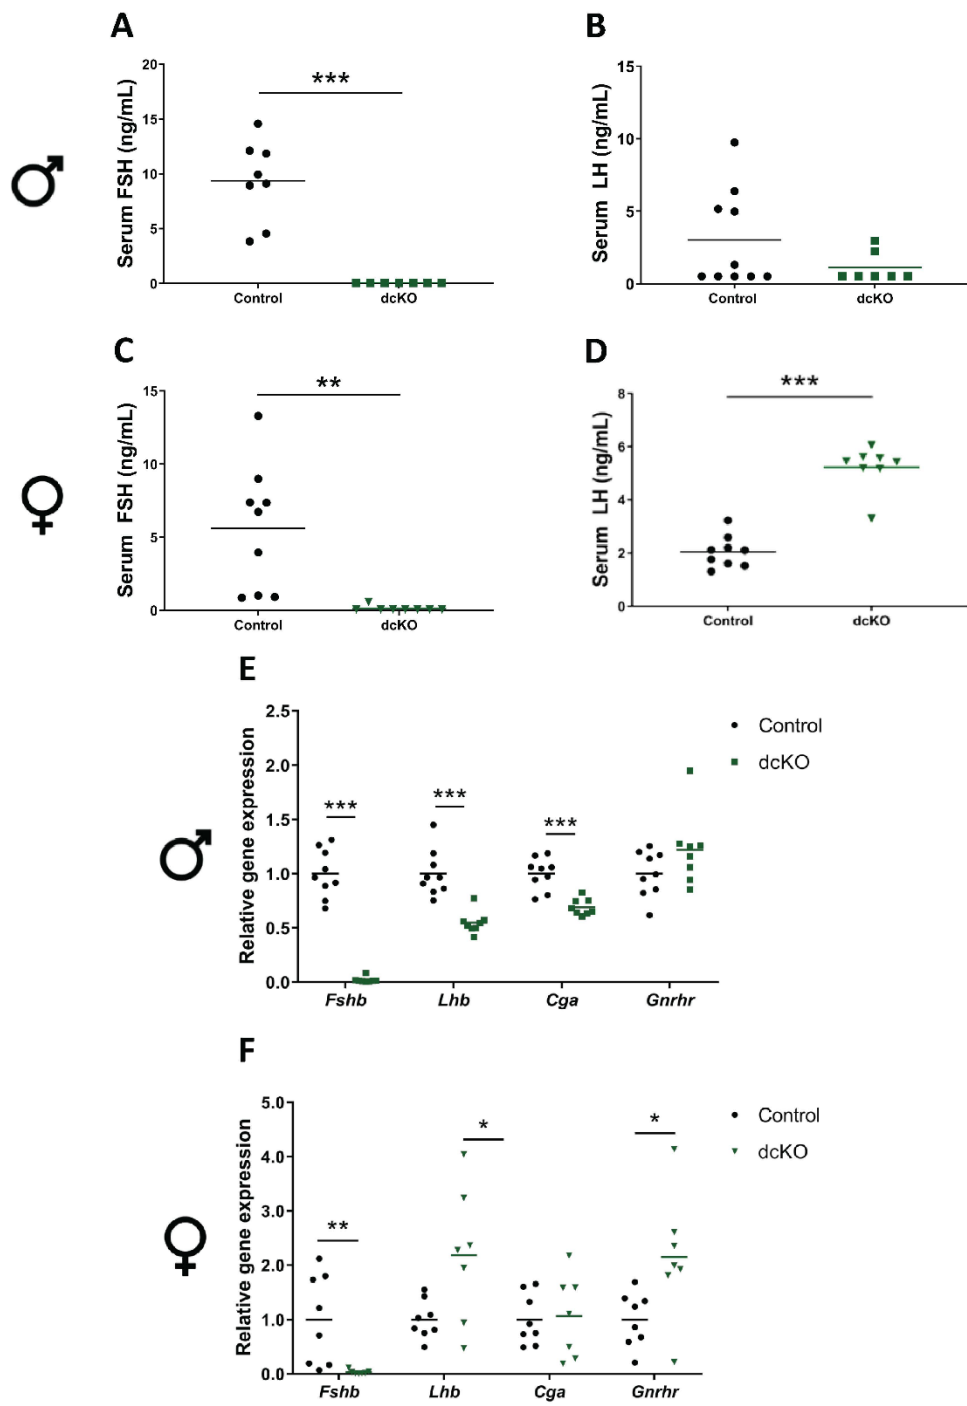 A
Serum FSH (ng/mL)
20
15
10
5
0
***
Control
dcKO
B
Serum LH (ng/mL)
15
10
5
0
Control
dcKO
C
Serum FSH (ng/mL)
15
10
5
0
**
Control
dcKO
D
Serum LH (ng/mL)
8
6
4
2
0
***
Control
dcKO
E
Relative gene expression
2.5
2.0
1.5
1.0
0.5
0.0
***
***
***
Fshb
Lhb
Cga
Gnrhr
Control
dcKO
F
Relative gene expression
5.0
4.0
3.0
2.0
1.0
0.0
**
*
*
Fshb
Lhb
Cga
Gnrhr
Control
dcKO